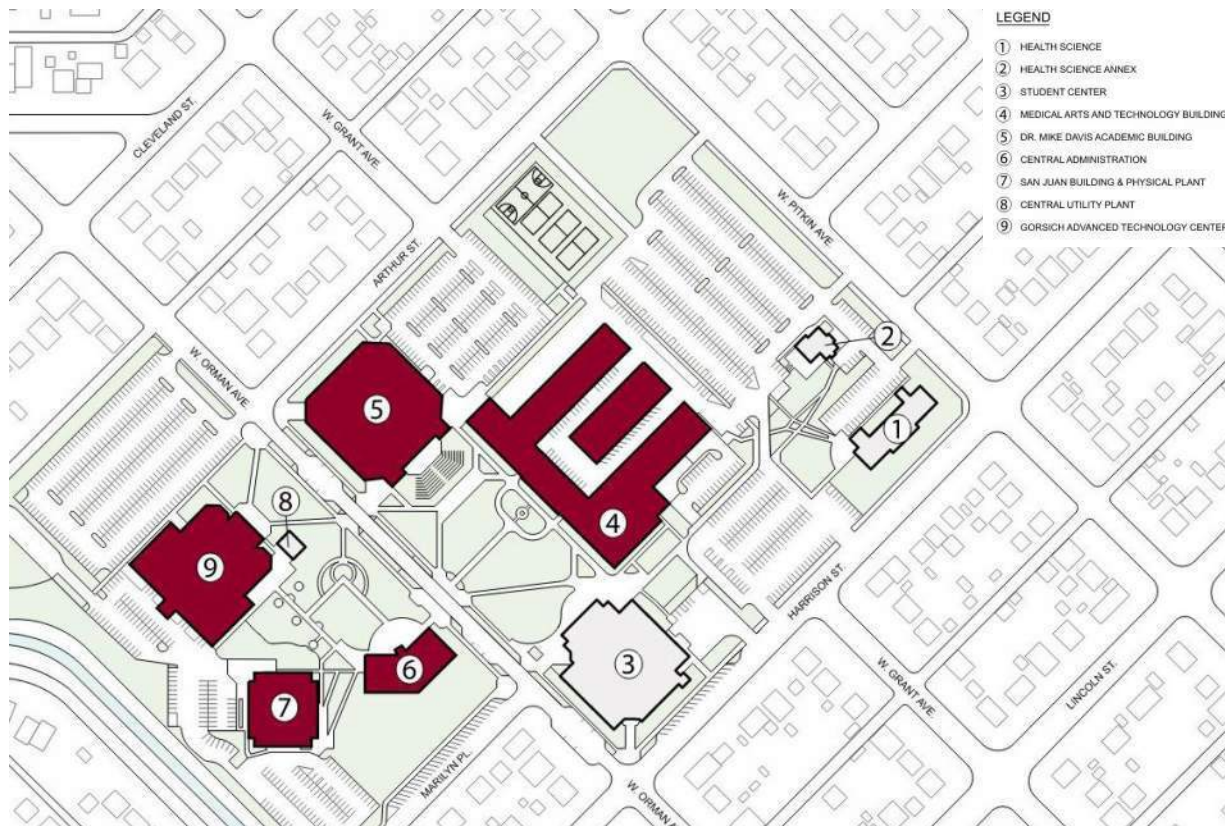 LEGEND
1 HEALTH SCIENCE
2 HEALTH SCIENCE ANNEX
3 STUDENT CENTER
4 MEDICAL ARTS AND TECHNOLOGY BUILDING
5 DR. MIKE DAVIS ACADEMIC BUILDING
6 CENTRAL ADMINISTRATION
7 SAN JUAN BUILDING & PHYSICAL PLANT
8 CENTRAL UTILITY PLANT
9 GORSICH ADVANCED TECHNOLOGY CENTER
CLEVELAND ST.
W. GRANT AVE.
W. PITKIN AVE
ARTHUR ST.
W. ORMAN AVE
2
1
5
4
8
9
HARRISON ST.
3
6
7
W. GRANT AVE.
LINCOLN ST.
MARILYN PL.
W. ORMAN